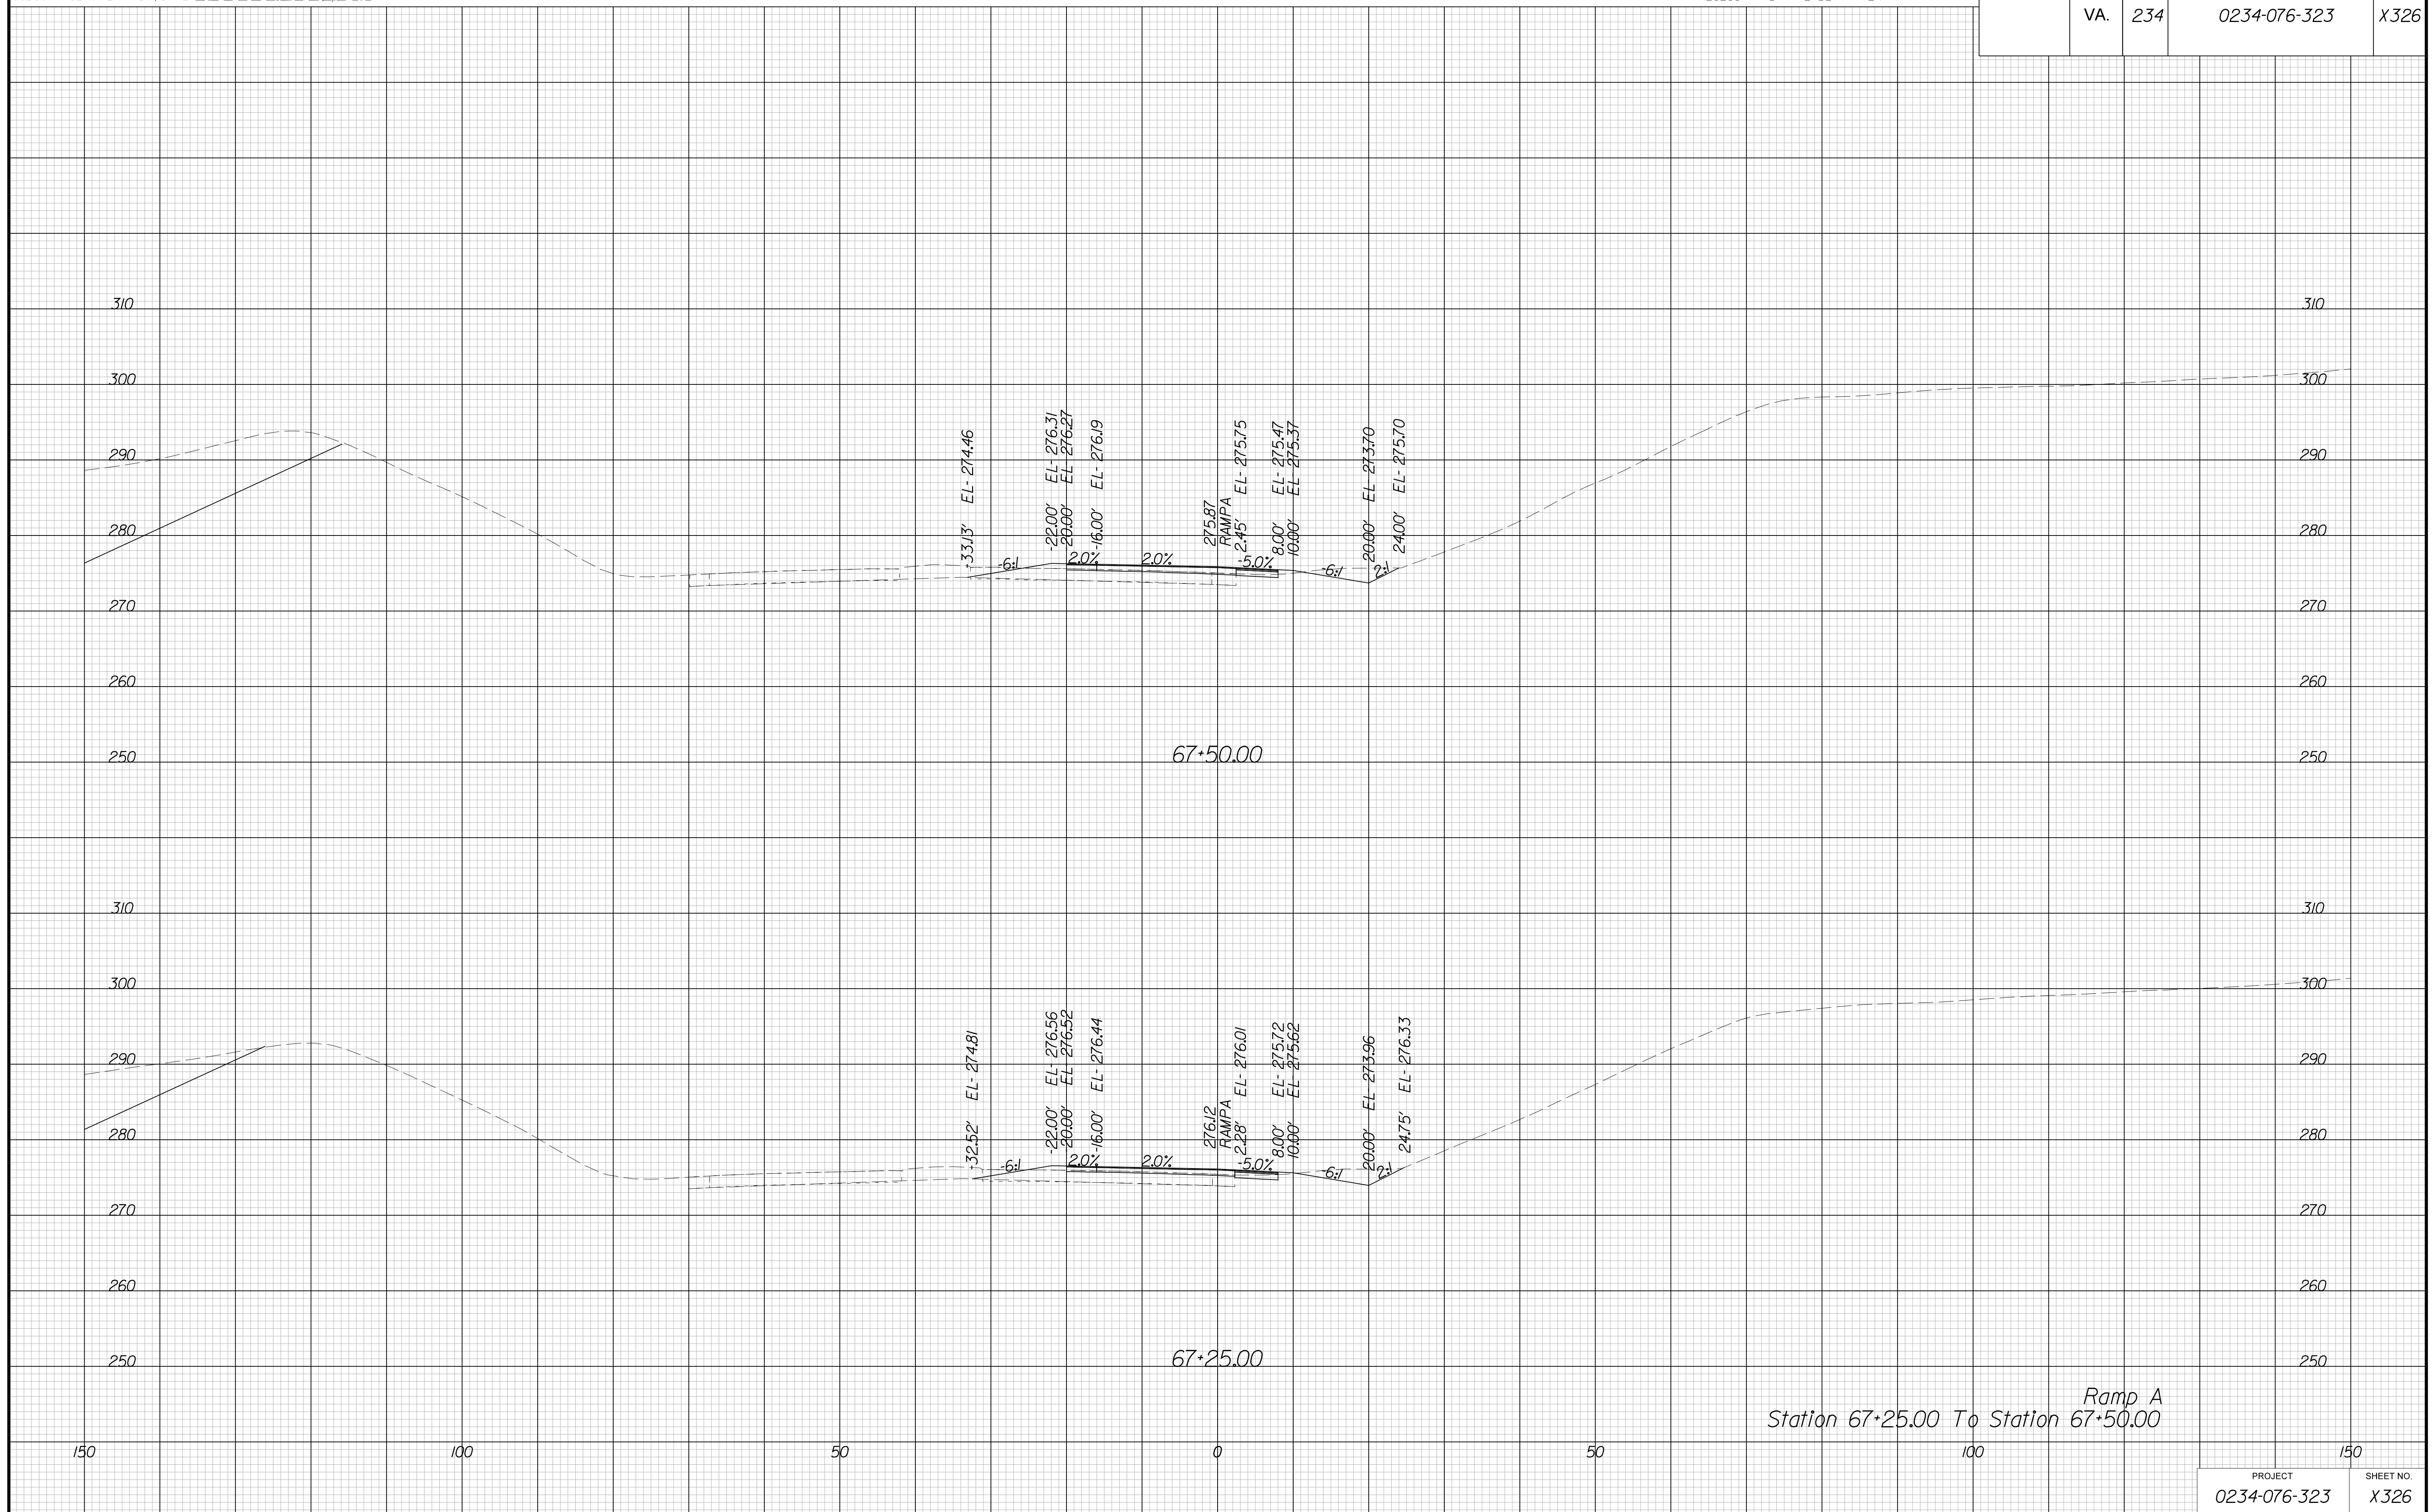 VA. 234 0234-076-323 X326
310 310
300 300
290 290
280 280
270 270
260 260
250 250
-33.13' EL- 274.46
-22.00' EL- 276.31
-20.00' EL- 276.27
-16.00' EL- 276.19
275.87
RAMPA
2.45' EL- 275.75
8.00' EL- 275.47
10.00' EL- 275.37
20.00' EL- 273.70
24.00' EL- 275.70
-6:1 2.0% 2.0% -5.0% -6:1 2:1
67+50.00
310 310
300 300
290 290
280 280
270 270
260 260
250 250
-32.52' EL- 274.81
-22.00' EL- 276.56
-20.00' EL- 276.52
-16.00' EL- 276.44
276.12
RAMPA
2.28' EL- 276.01
8.00' EL- 275.72
10.00' EL- 275.62
20.00' EL- 273.96
24.75' EL- 276.33
-6:1 2.0% 2.0% -5.0% -6:1 2:1
67+25.00
Ramp A
Station 67+25.00 To Station 67+50.00
150 100 50 0 50 100 150
PROJECT SHEET NO.
0234-076-323 X326